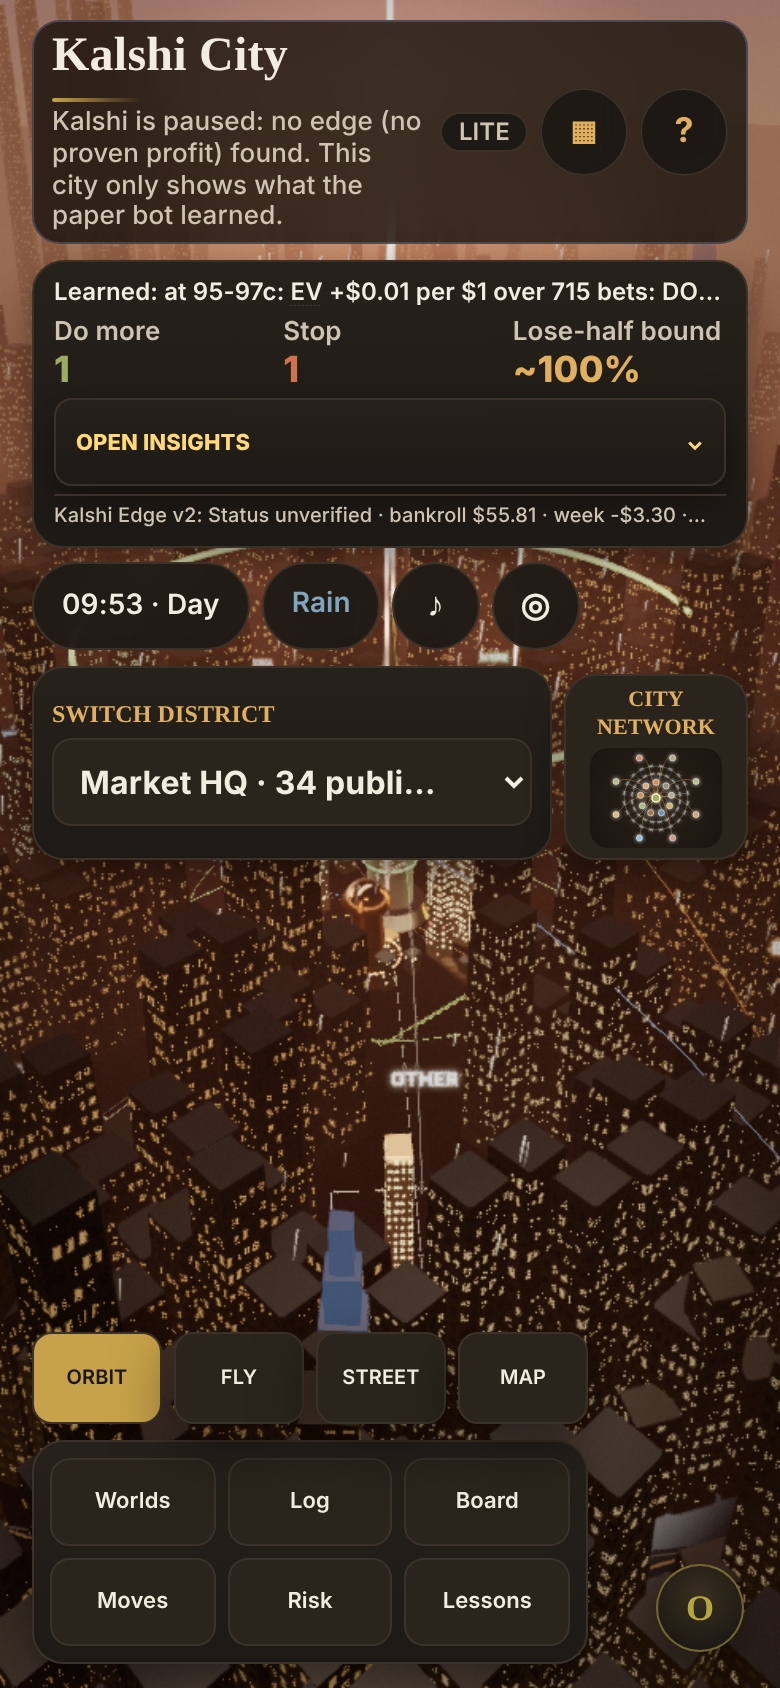 Kalshi City
Kalshi is paused: no edge (no
proven profit) found. This
city only shows what the
paper bot learned.
LITE
?
Learned: at 95-97c: EV +$0.01 per $1 over 715 bets: DO...
Do more
Stop
Lose-half bound
1
1
~100%
OPEN INSIGHTS
Kalshi Edge v2: Status unverified · bankroll $55.81 · week -$3.30 ·...
09:53 · Day
Rain
♪
◎
SWITCH DISTRICT
Market HQ · 34 publi...
CITY
NETWORK
OTHER
ORBIT
FLY
STREET
MAP
Worlds
Log
Board
Moves
Risk
Lessons
O